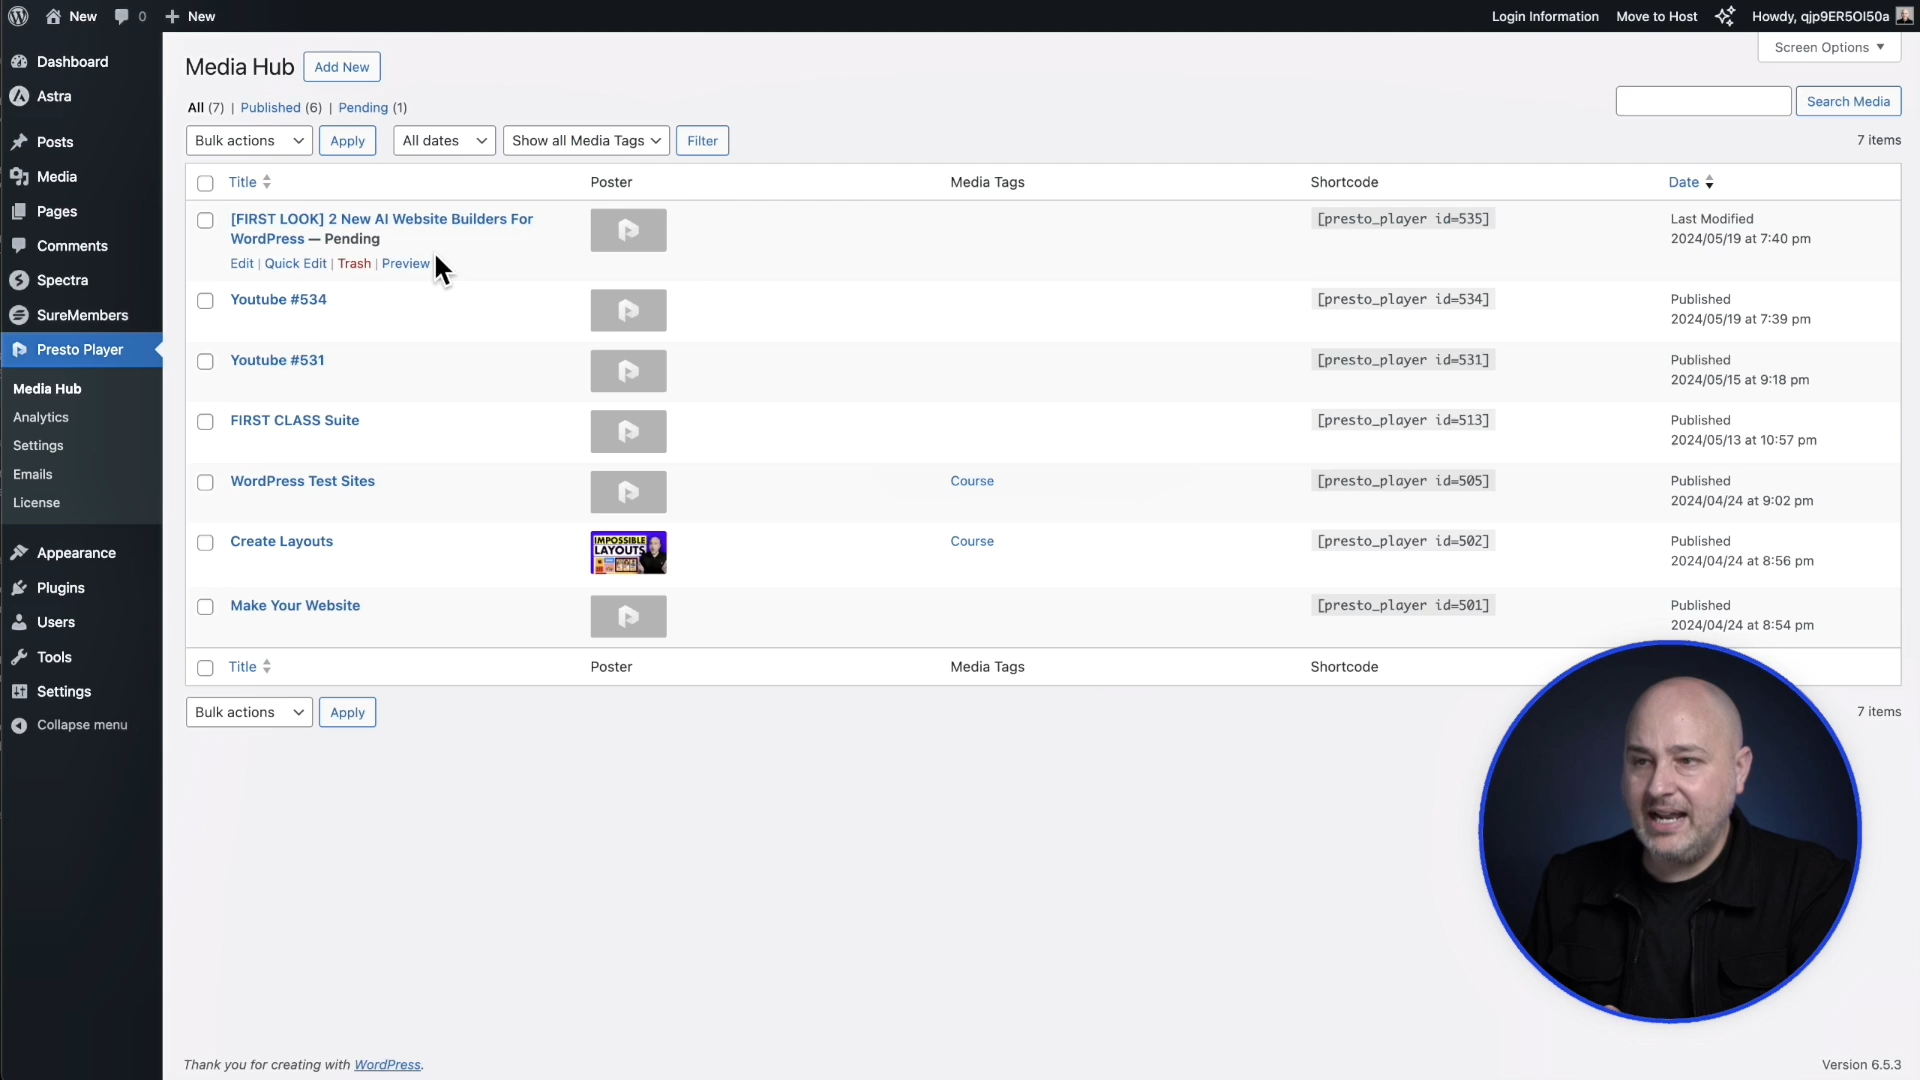 New 0 New Login Information Move to Host Howdy, qjp9ER5OI50a
Screen Options
Dashboard
Astra
Posts
Media
Pages
Comments
Spectra
SureMembers
Presto Player
Media Hub
Analytics
Settings
Emails
License
Appearance
Plugins
Users
Tools
Settings
Collapse menu
Media Hub Add New
All (7) | Published (6) | Pending (1)
Search Media
Bulk actions Apply All dates Show all Media Tags Filter 7 items
Title Poster Media Tags Shortcode Date
[FIRST LOOK] 2 New AI Website Builders For [presto_player id=535] Last Modified
WordPress — Pending 2024/05/19 at 7:40 pm
Edit | Quick Edit | Trash | Preview
Youtube #534 [presto_player id=534] Published
2024/05/19 at 7:39 pm
Youtube #531 [presto_player id=531] Published
2024/05/15 at 9:18 pm
FIRST CLASS Suite [presto_player id=513] Published
2024/05/13 at 10:57 pm
WordPress Test Sites Course [presto_player id=505] Published
2024/04/24 at 9:02 pm
Create Layouts IMPOSSIBLE Course [presto_player id=502] Published
LAYOUTS 2024/04/24 at 8:56 pm
Make Your Website [presto_player id=501] Published
2024/04/24 at 8:54 pm
Title Poster Media Tags Shortcode
Bulk actions Apply 7 items
Thank you for creating with WordPress. Version 6.5.3